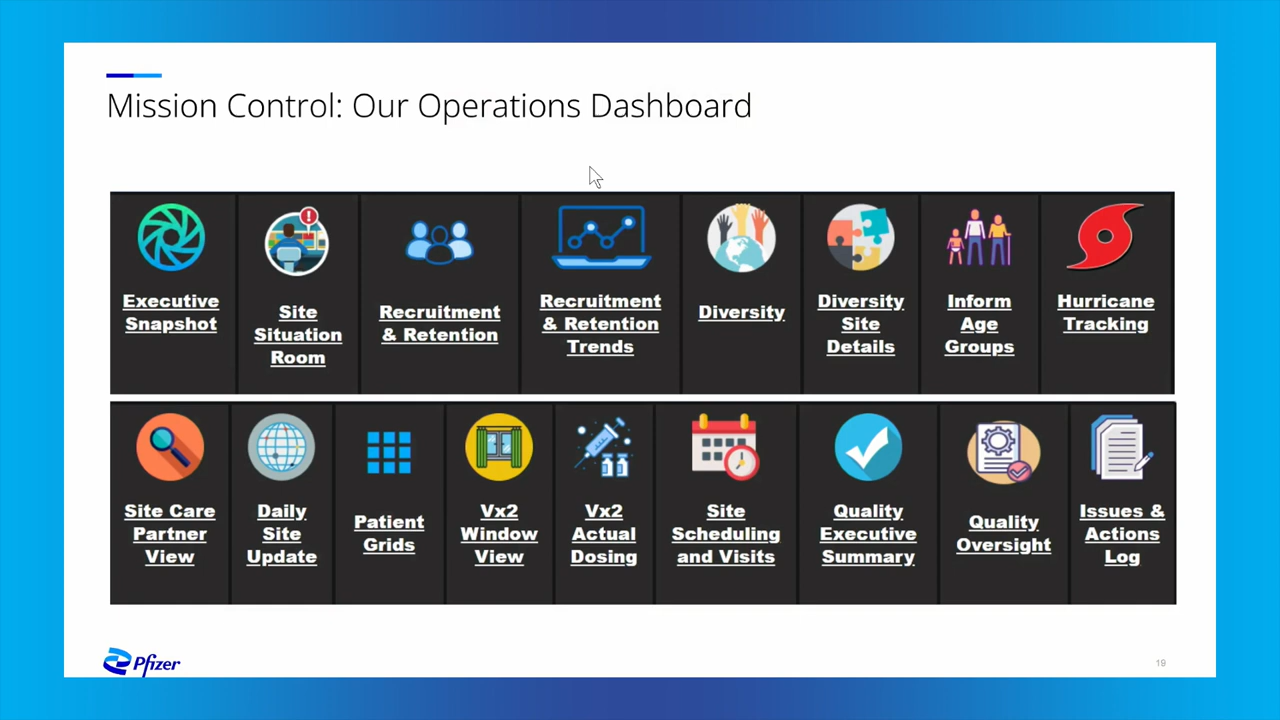 Mission Control: Our Operations Dashboard
Executive
Snapshot
Site
Situation
Room
Recruitment
& Retention
Recruitment
& Retention
Trends
Diversity
Diversity
Site
Details
Inform
Age
Groups
Hurricane
Tracking
Site Care
Partner
View
Daily
Site
Update
Patient
Grids
Vx2
Window
View
Vx2
Actual
Dosing
Site
Scheduling
and Visits
Quality
Executive
Summary
Quality
Oversight
Issues &
Actions
Log
Pfizer
19